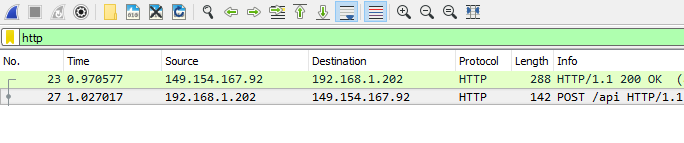 http
No. Time Source Destination Protocol Length Info
23 0.970577 149.154.167.92 192.168.1.202 HTTP 288 HTTP/1.1 200 OK (
27 1.027017 192.168.1.202 149.154.167.92 HTTP 142 POST /api HTTP/1.1